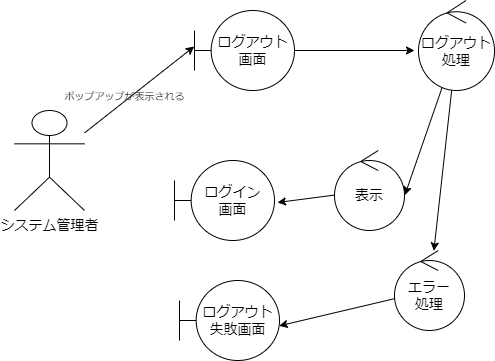 ログアウト
画面
ログアウト
処理
ポップアップが表示される
システム管理者
ログイン
画面
表示
エラー
処理
ログアウト
失敗画面